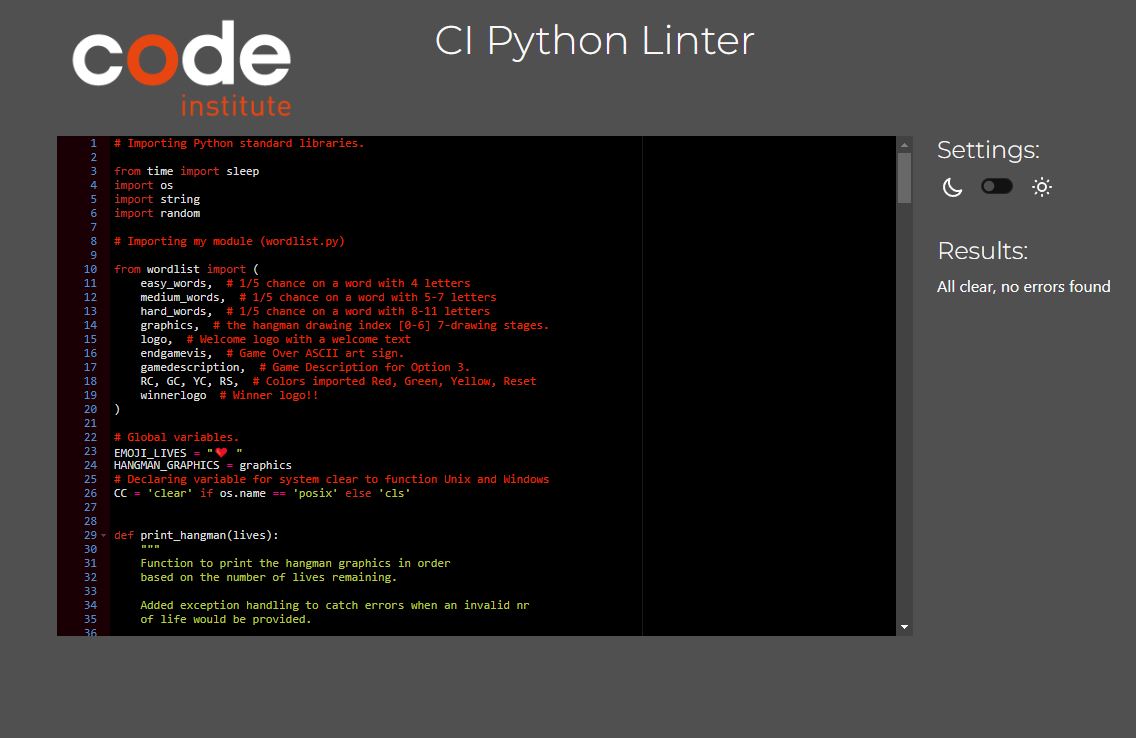 code
institute
CI Python Linter
1 # Importing Python standard libraries.
2
3 from time import sleep
4 import os
5 import string
6 import random
7
8 # Importing my module (wordlist.py)
9
10 from wordlist import (
11     easy_words,  # 1/5 chance on a word with 4 letters
12     medium_words,  # 1/5 chance on a word with 5-7 letters
13     hard_words,  # 1/5 chance on a word with 8-11 letters
14     graphics,  # the hangman drawing index [0-6] 7-drawing stages.
15     logo,  # Welcome logo with a welcome text
16     endgamevis,  # Game Over ASCII art sign.
17     gamedescription,  # Game Description for Option 3.
18     RC, GC, YC, RS,  # Colors imported Red, Green, Yellow, Reset
19     winnerlogo  # Winner logo!!
20 )
21
22 # Global variables.
23 EMOJI_LIVES = "❤️ "
24 HANGMAN_GRAPHICS = graphics
25 # Declaring variable for system clear to function Unix and Windows
26 CC = 'clear' if os.name == 'posix' else 'cls'
27
28
29 def print_hangman(lives):
30     """
31     Function to print the hangman graphics in order
32     based on the number of lives remaining.
33
34     Added exception handling to catch errors when an invalid nr
35     of life would be provided.
36
Settings:
Results:
All clear, no errors found